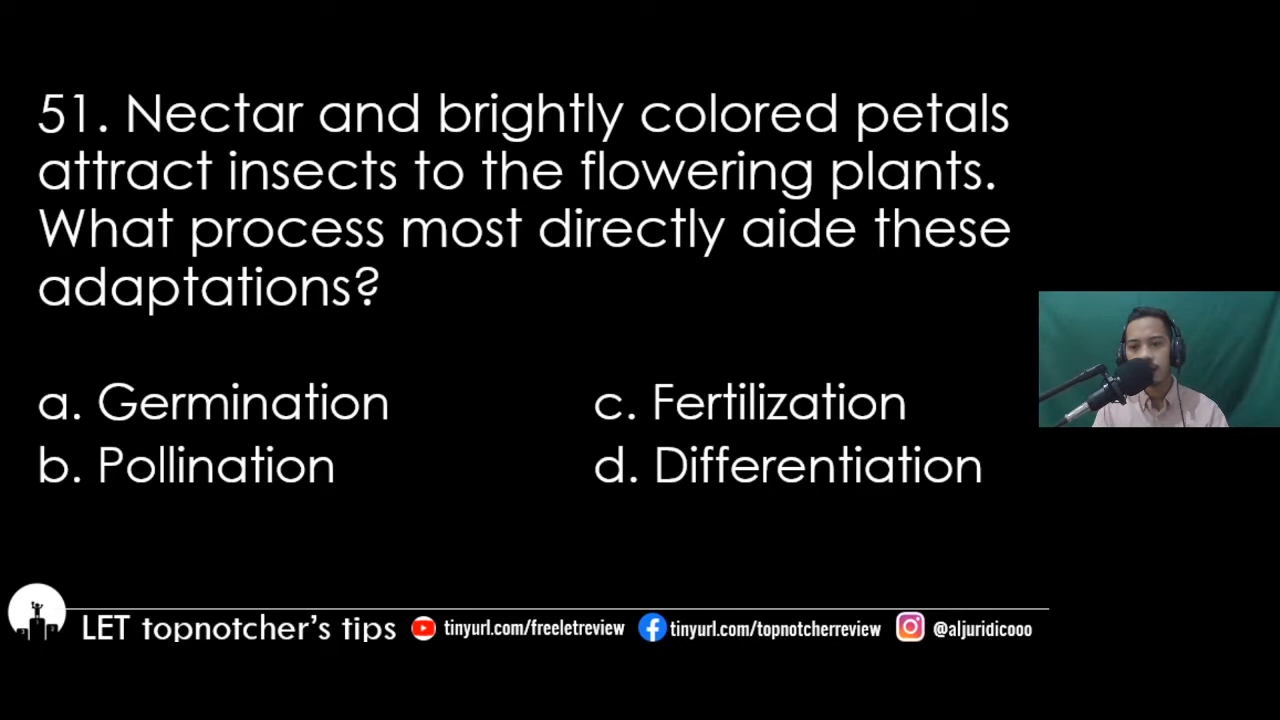 51. Nectar and brightly colored petals
attract insects to the flowering plants.
What process most directly aide these
adaptations?
a. Germination
b. Pollination
c. Fertilization
d. Differentiation
LET topnotcher's tips
tinyurl.com/freeletreview
tinyurl.com/topnotcherreview
@aljuridicooo